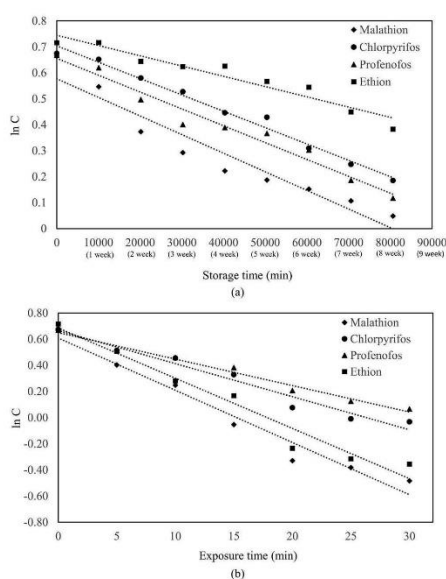 (a)
0.8
0.7
0.6
0.5
0.4
0.3
0.2
0.1
0
ln C
Malathion
Chlorpyrifos
Profenofos
Ethion
0 10000 20000 30000 40000 50000 60000 70000 80000 90000
(1 week) (2 week) (3 week) (4 week) (5 week) (6 week) (7 week) (8 week) (9 week)
Storage time (min)
(a)
0.80
0.60
0.40
0.20
0.00
-0.20
-0.40
-0.60
-0.80
ln C
Malathion
Chlorpyrifos
Profenofos
Ethion
0 5 10 15 20 25 30
Exposure time (min)
(b)